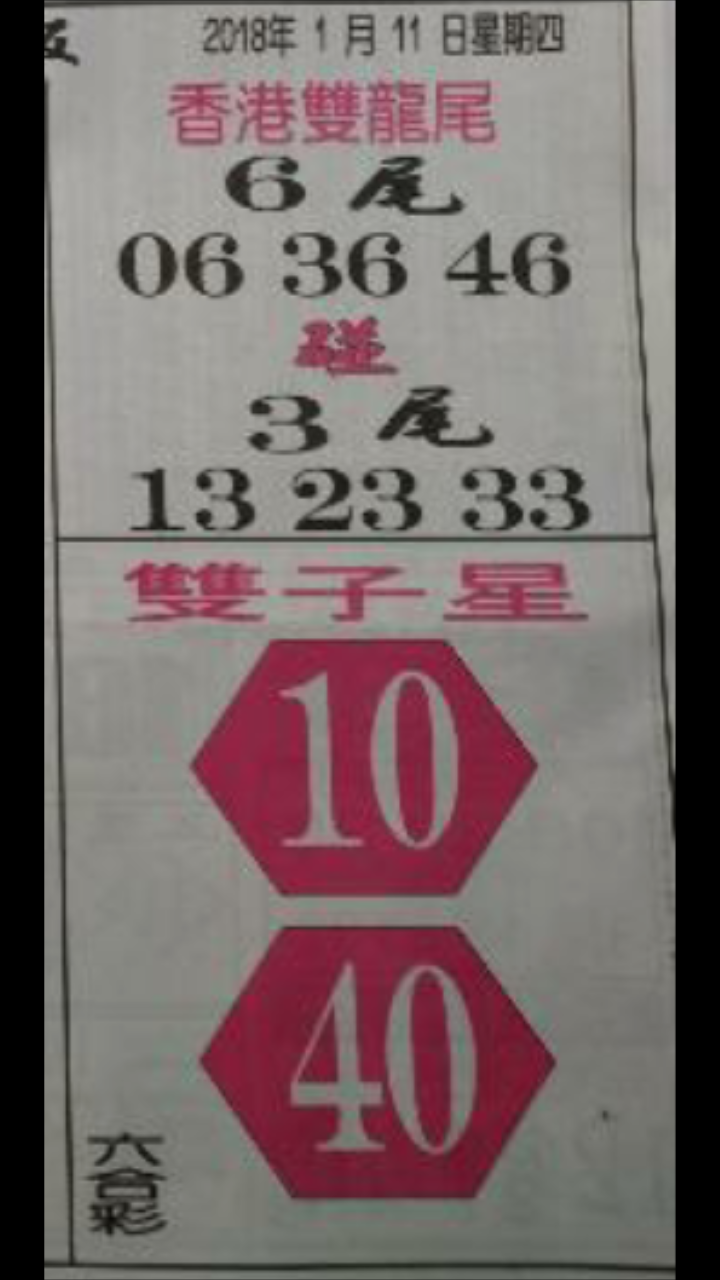 2018年 1 月 11 日星期四
香港雙龍尾
6 尾
06 36 46
碰
3 尾
13 23 33
雙子星
10
40
六合彩